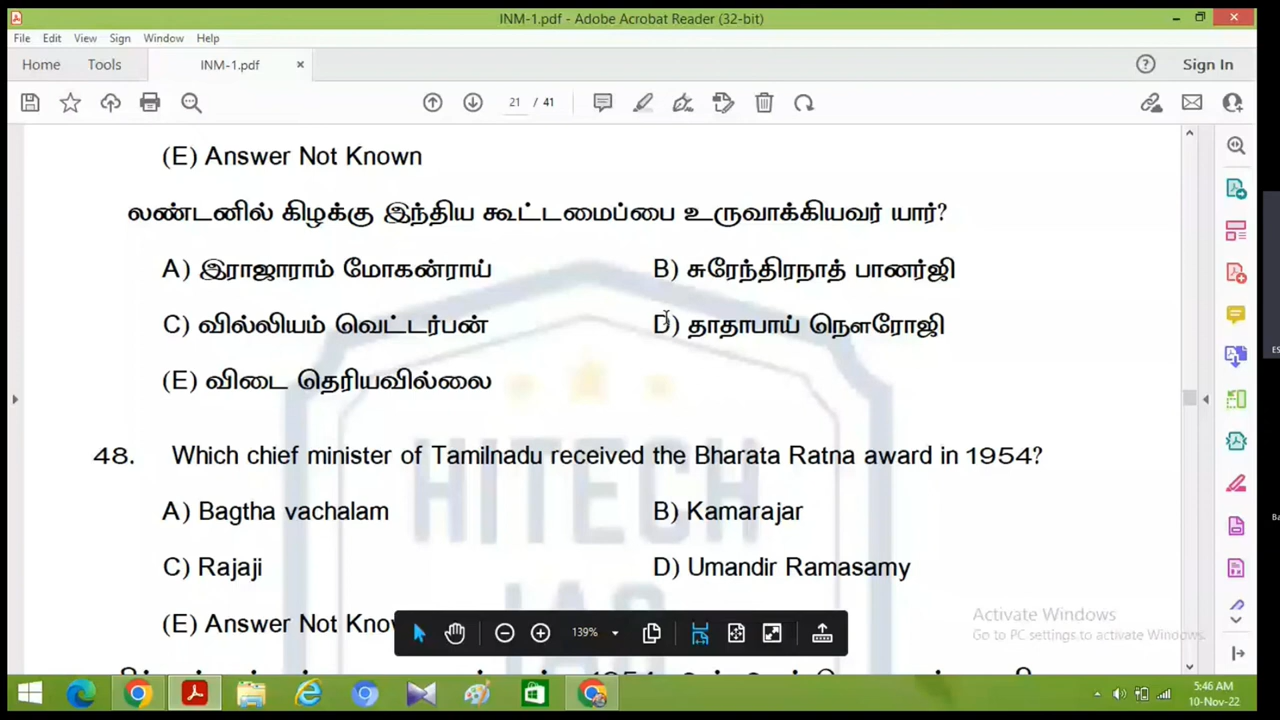 INM-1.pdf - Adobe Acrobat Reader (32-bit)
File Edit View Sign Window Help
Home Tools INM-1.pdf × Sign In
21 / 41
(E) Answer Not Known
லண்டனில் கிழக்கு இந்திய கூட்டமைப்பை உருவாக்கியவர் யார்?
A) இராஜாராம் மோகன்ராய் B) சுரேந்திரநாத் பானர்ஜி
C) வில்லியம் வெட்டர்பன் D) தாதாபாய் நௌரோஜி
(E) விடை தெரியவில்லை
48. Which chief minister of Tamilnadu received the Bharata Ratna award in 1954?
A) Bagtha vachalam B) Kamarajar
C) Rajaji D) Umandir Ramasamy
(E) Answer Not Know
139%
HITECH
IAS
Activate Windows
Go to PC settings to activate Windows.
5:46 AM
10-Nov-22